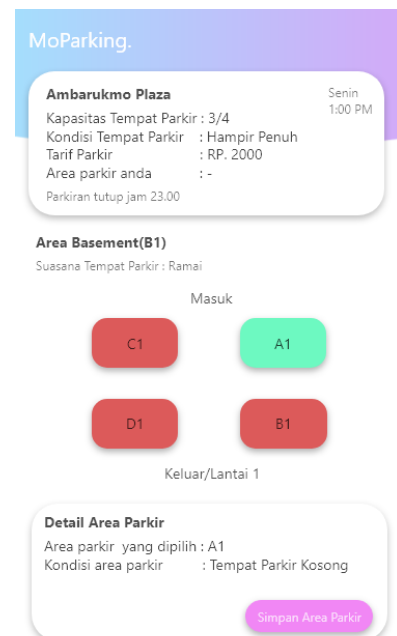 MoParking.
Ambarukmo Plaza Senin
1:00 PM
Kapasitas Tempat Parkir : 3/4
Kondisi Tempat Parkir : Hampir Penuh
Tarif Parkir : RP. 2000
Area parkir anda : -
Parkiran tutup jam 23.00
Area Basement(B1)
Suasana Tempat Parkir : Ramai
Masuk
C1 A1
D1 B1
Keluar/Lantai 1
Detail Area Parkir
Area parkir yang dipilih : A1
Kondisi area parkir : Tempat Parkir Kosong
Simpan Area Parkir